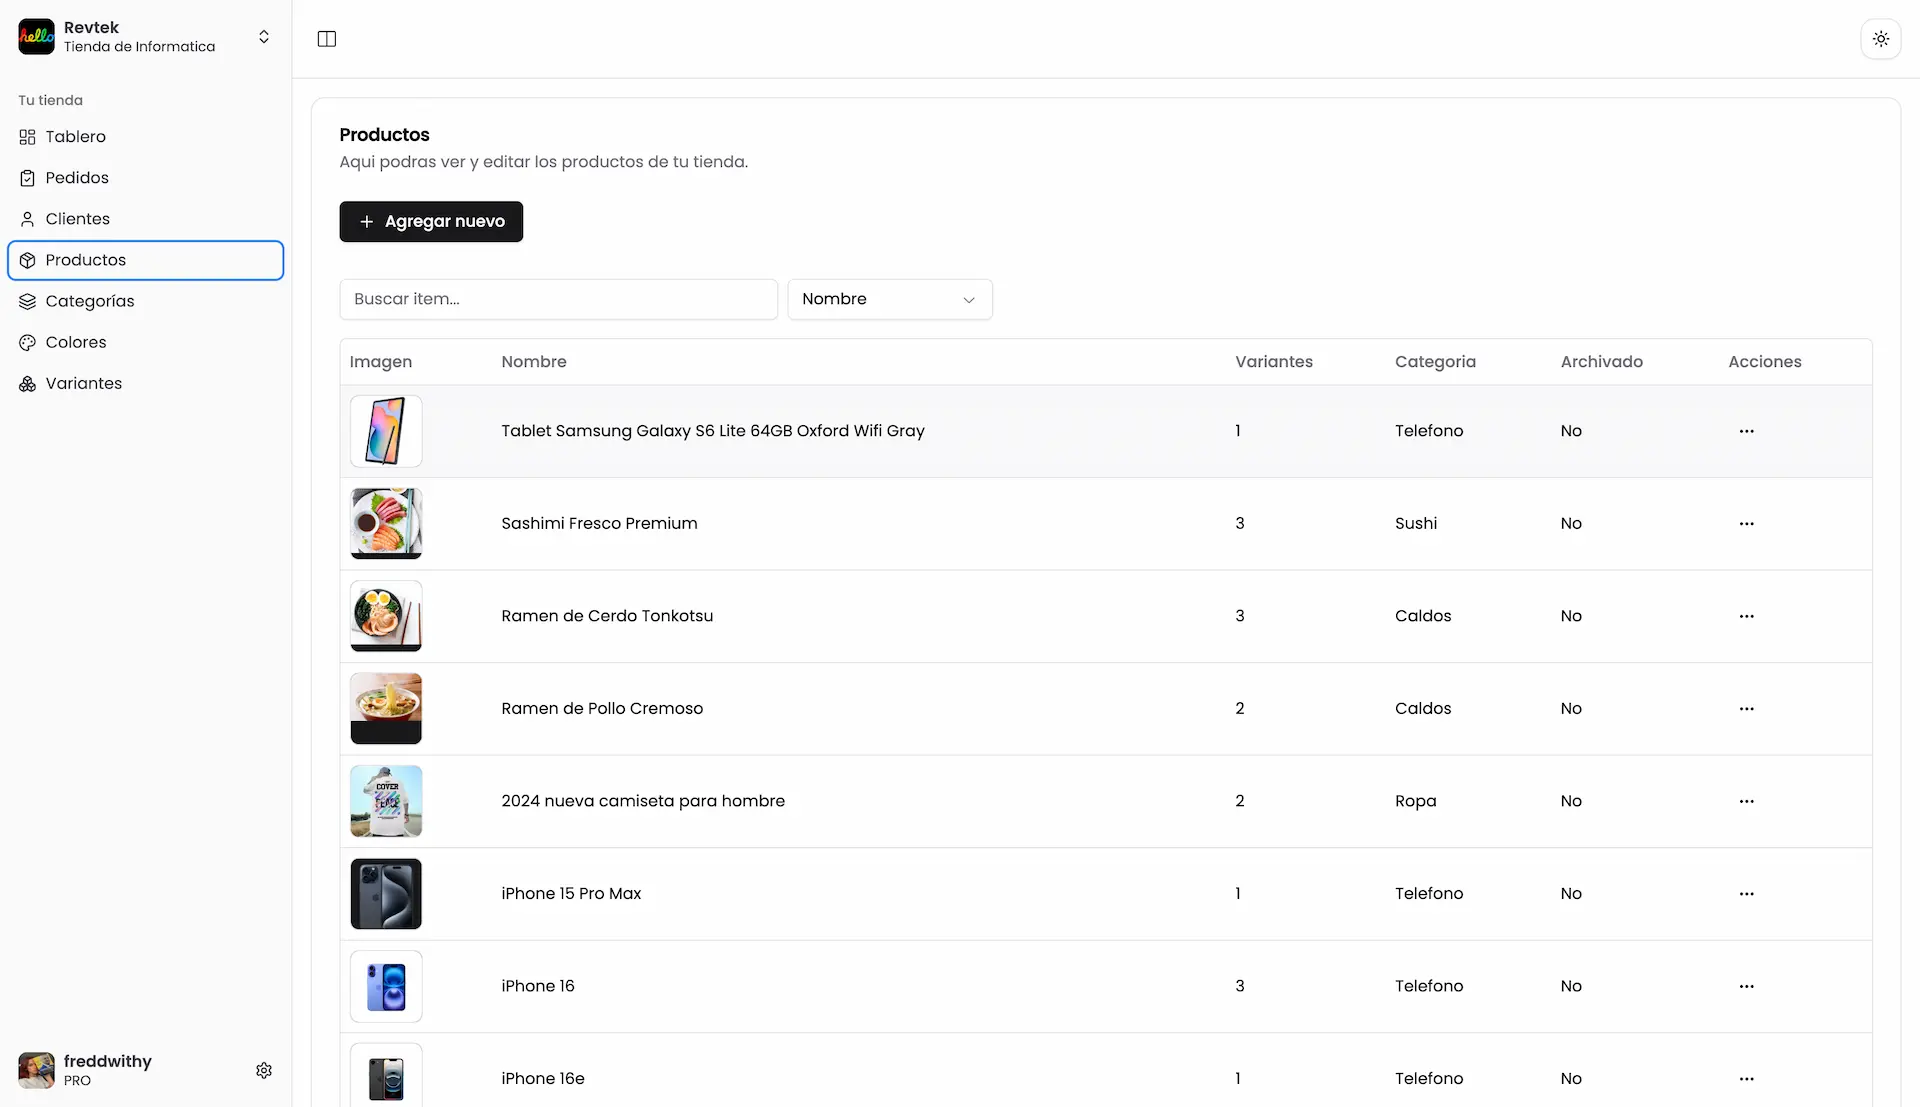 hello
Revtek
Tienda de Informatica
Tu tienda
Tablero
Pedidos
Clientes
Productos
Categorías
Colores
Variantes
freddwithy
PRO
Productos
Aqui podras ver y editar los productos de tu tienda.
Agregar nuevo
Buscar item...
Nombre
Imagen Nombre Variantes Categoria Archivado Acciones
Tablet Samsung Galaxy S6 Lite 64GB Oxford Wifi Gray 1 Telefono No
Sashimi Fresco Premium 3 Sushi No
Ramen de Cerdo Tonkotsu 3 Caldos No
Ramen de Pollo Cremoso 2 Caldos No
COVER
2024 nueva camiseta para hombre 2 Ropa No
iPhone 15 Pro Max 1 Telefono No
iPhone 16 3 Telefono No
iPhone 16e 1 Telefono No